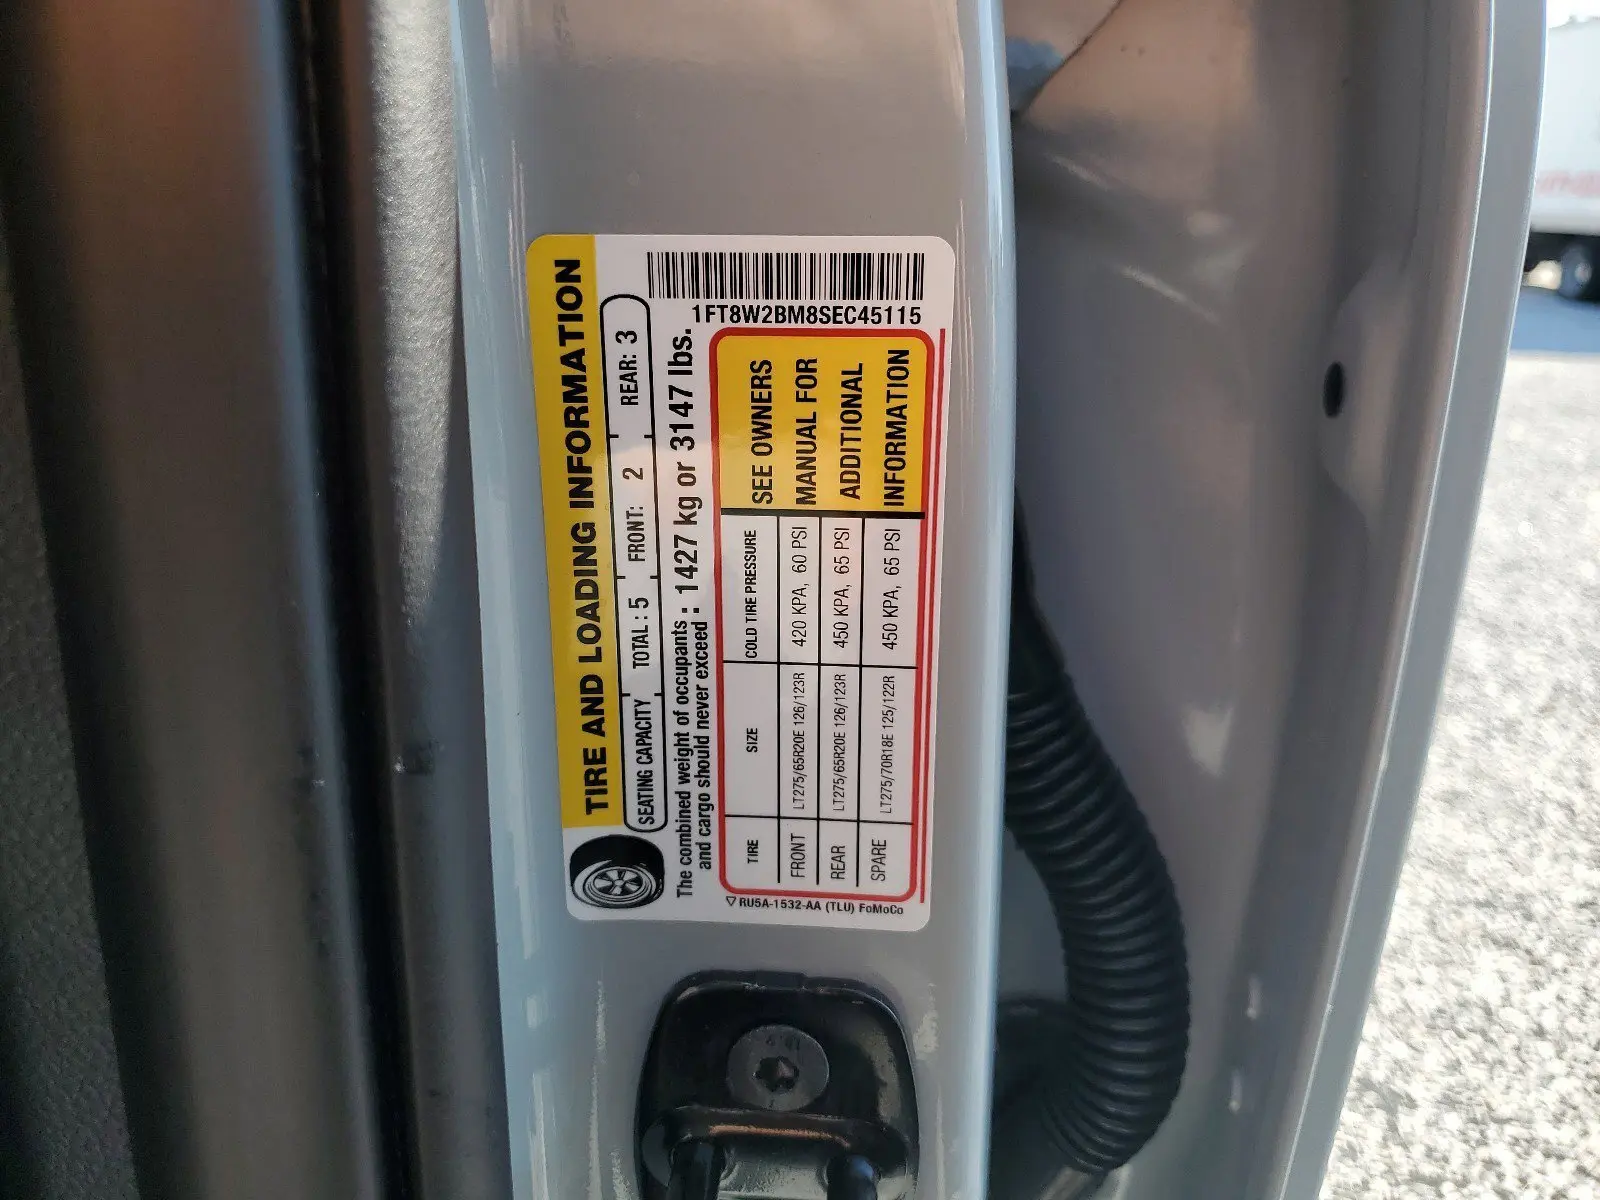 TIRE AND LOADING INFORMATION
SEATING CAPACITY TOTAL : 5 FRONT: 2 REAR: 3
The combined weight of occupants
and cargo should never exceed : 1427 kg or 3147 lbs.
1FT8W2BM8SEC45115
TIRE SIZE COLD TIRE PRESSURE
FRONT LT275/65R20E 126/123R 420 KPA, 60 PSI
REAR LT275/65R20E 126/123R 450 KPA, 65 PSI
SPARE LT275/70R18E 125/122R 450 KPA, 65 PSI
SEE OWNERS
MANUAL FOR
ADDITIONAL
INFORMATION
RU5A-1532-AA (TLU) FoMoCo